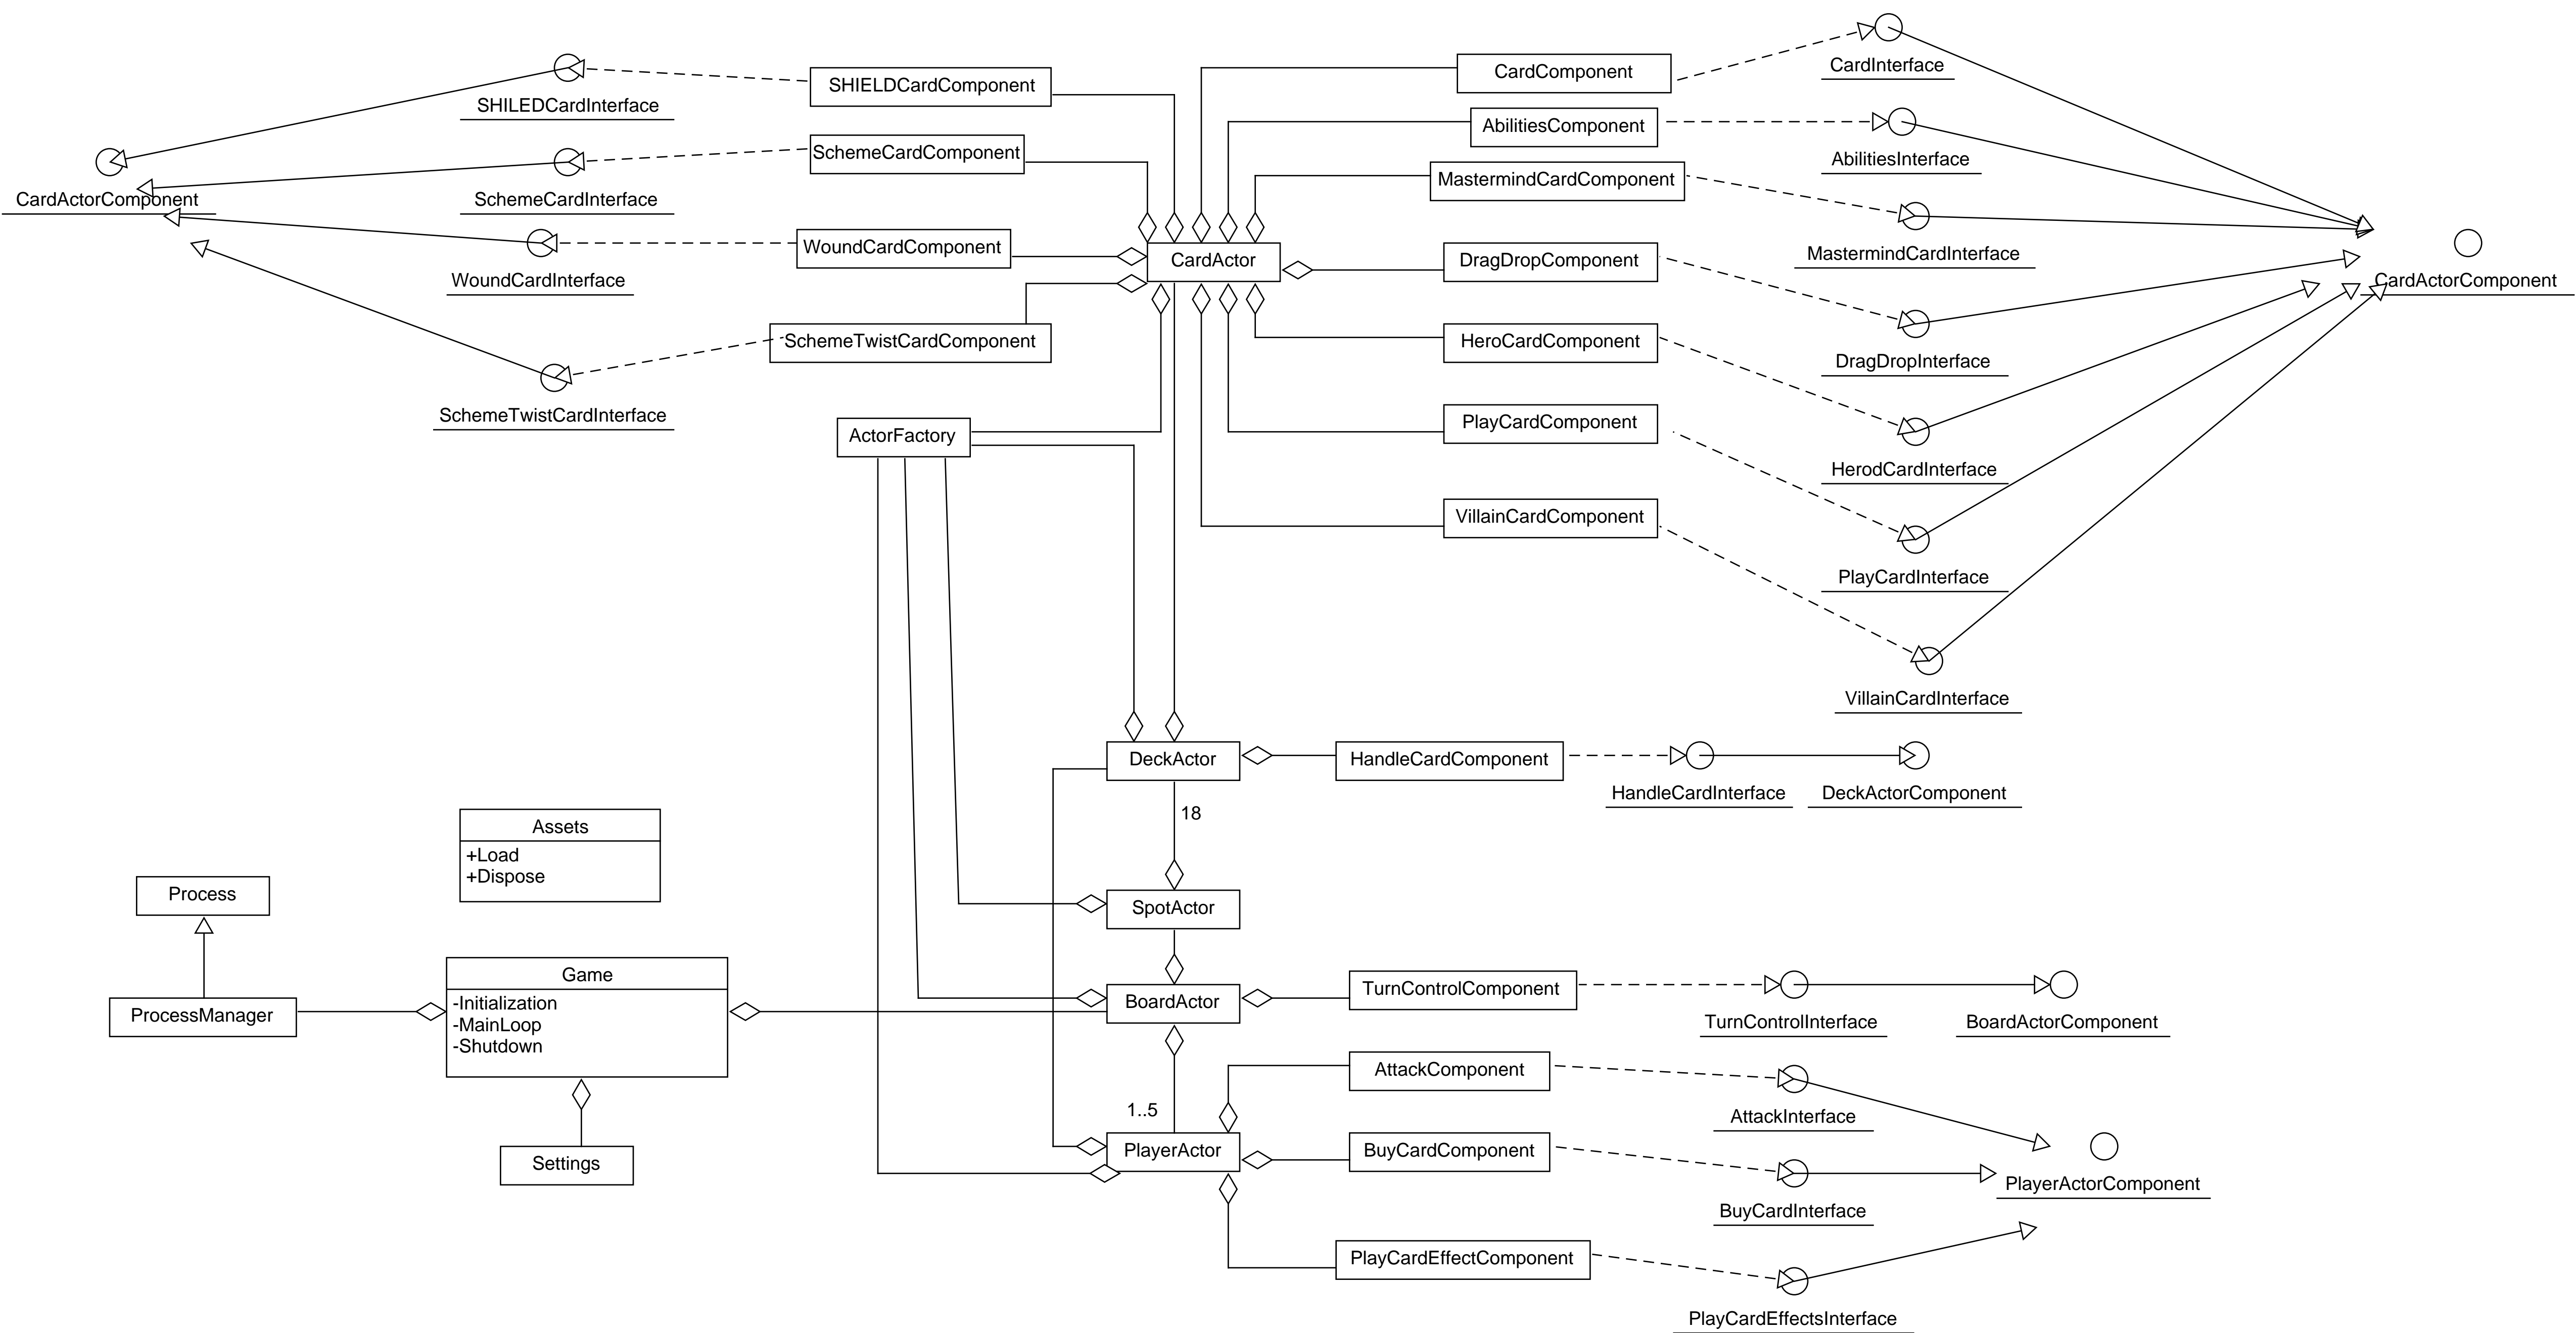 CardComponent
CardInterface
SHIELDCardComponent
SHILEDCardInterface
AbilitiesComponent
AbilitiesInterface
SchemeCardComponent
SchemeCardInterface
CardActorComponent
MastermindCardComponent
MastermindCardInterface
WoundCardComponent
WoundCardInterface
CardActor
DragDropComponent
DragDropInterface
CardActorComponent
SchemeTwistCardComponent
SchemeTwistCardInterface
HeroCardComponent
HerodCardInterface
ActorFactory
PlayCardComponent
PlayCardInterface
VillainCardComponent
VillainCardInterface
DeckActor
HandleCardComponent
HandleCardInterface
DeckActorComponent
18
Assets
+Load
+Dispose
Process
SpotActor
Game
-Initialization
-MainLoop
-Shutdown
ProcessManager
BoardActor
TurnControlComponent
TurnControlInterface
BoardActorComponent
AttackComponent
AttackInterface
1..5
PlayerActor
BuyCardComponent
BuyCardInterface
PlayerActorComponent
Settings
PlayCardEffectComponent
PlayCardEffectsInterface